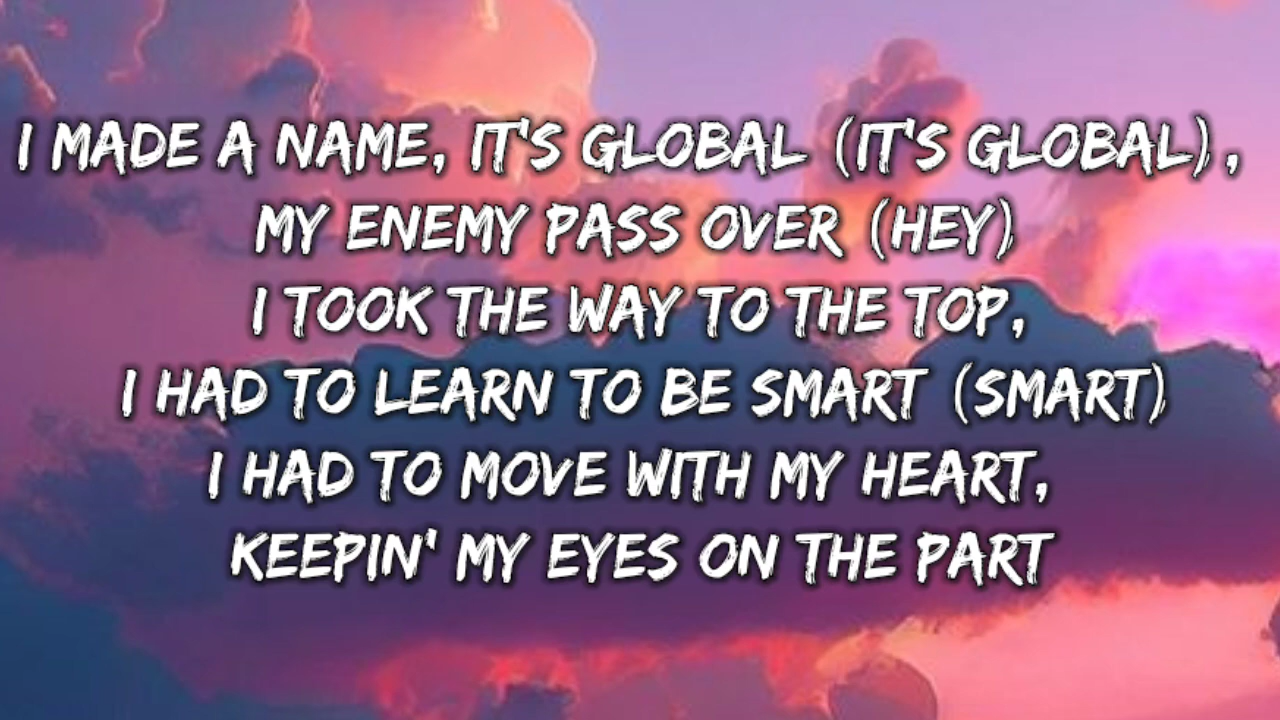 I MADE A NAME, IT'S GLOBAL (IT'S GLOBAL),
MY ENEMY PASS OVER (HEY)
I TOOK THE WAY TO THE TOP,
I HAD TO LEARN TO BE SMART (SMART)
I HAD TO MOVE WITH MY HEART,
KEEPIN' MY EYES ON THE PART